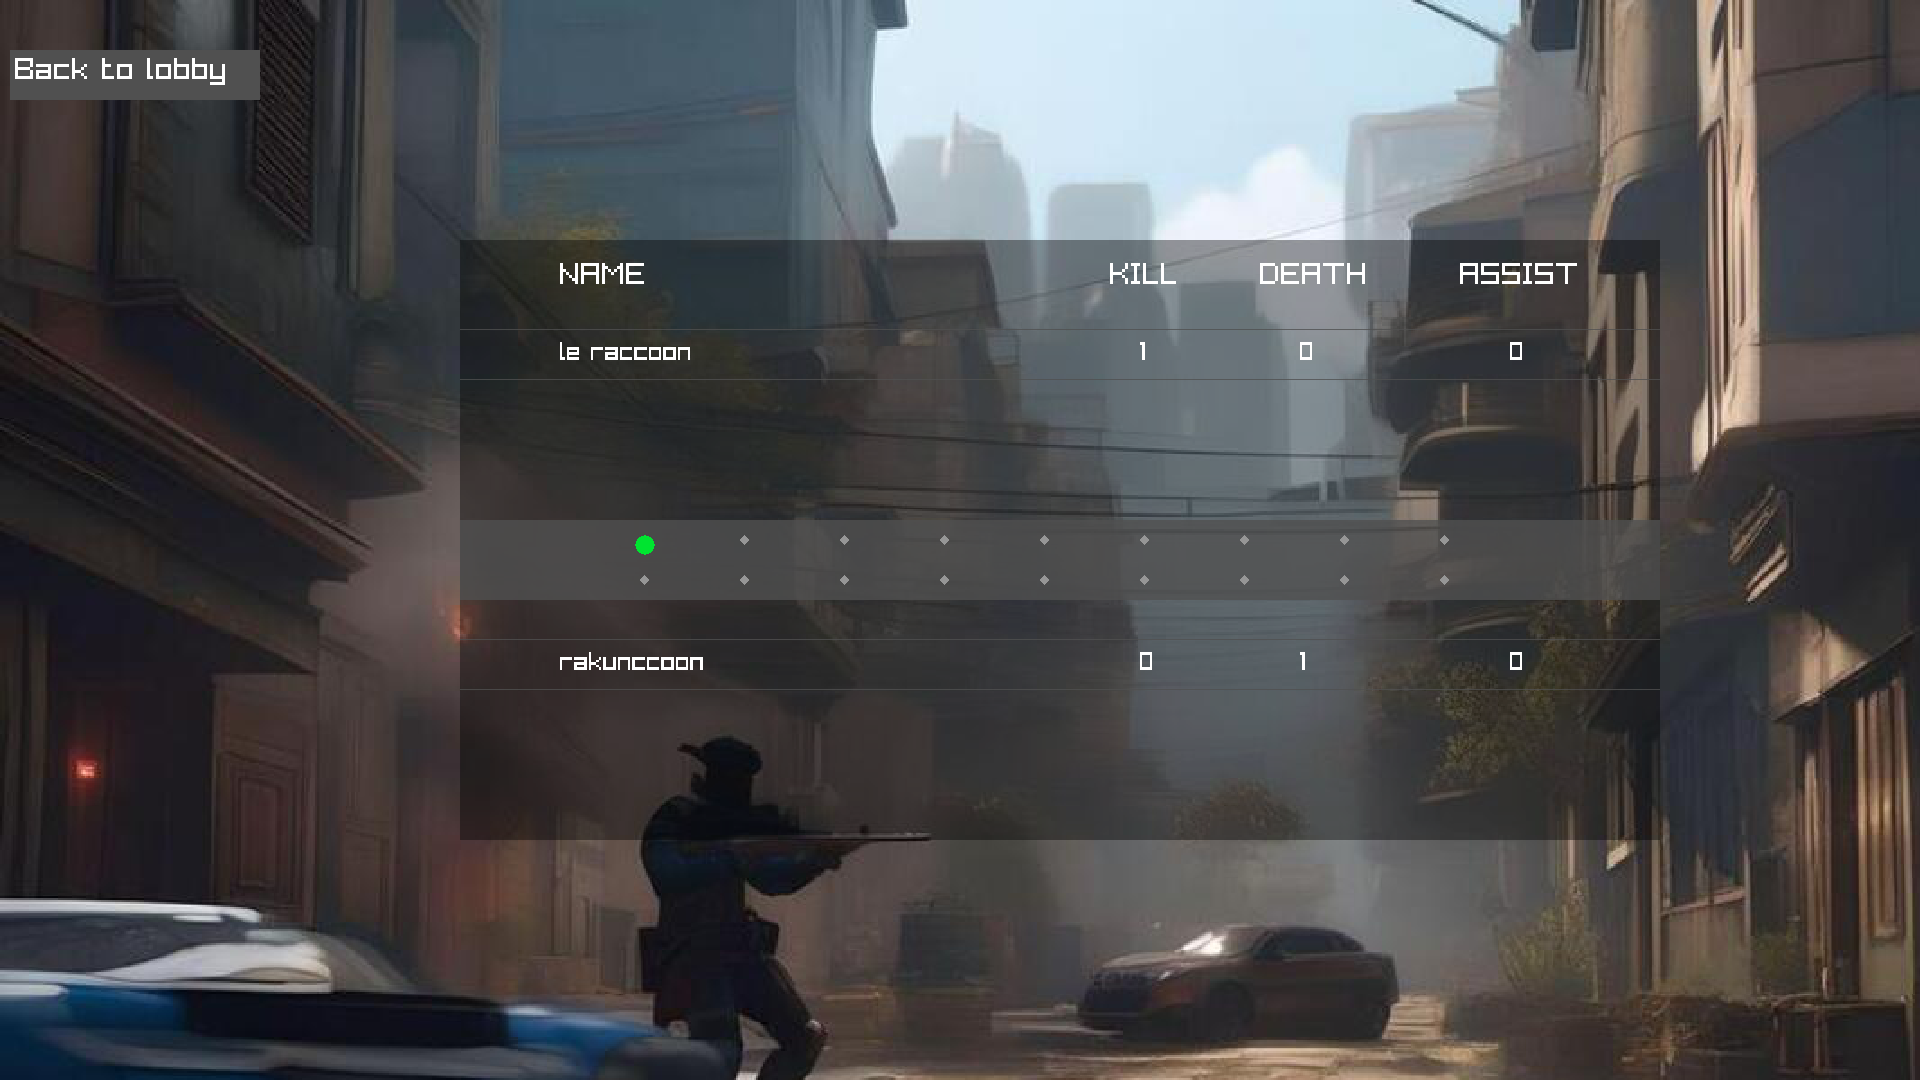 Back to lobby
NAME KILL DEATH ASSIST
le raccoon 1 0 0
rakunccoon 0 1 0